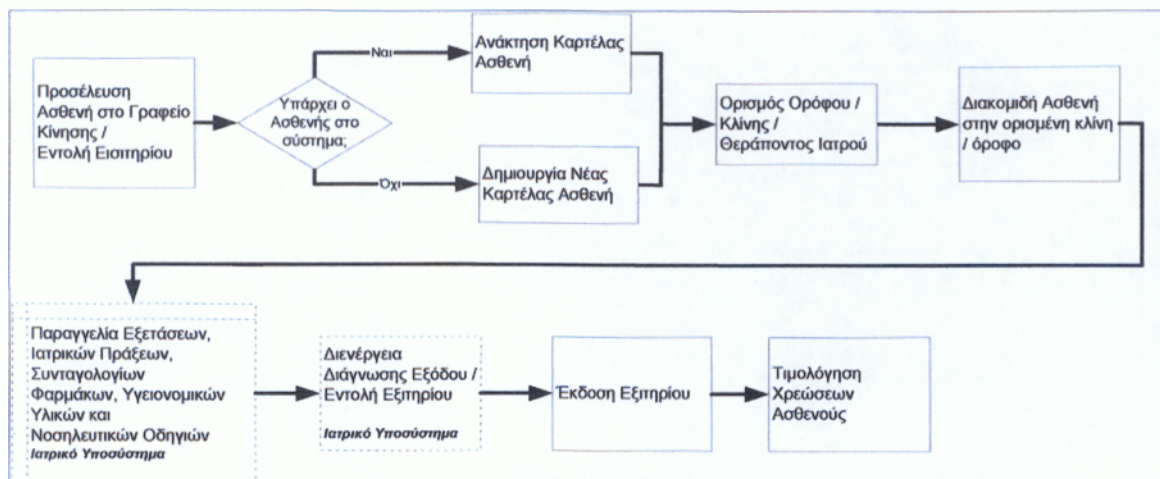 Προσέλευση
Ασθενή στο Γραφείο
Κίνησης /
Εντολή Εισιτηρίου
Υπάρχει ο
Ασθενής στο
σύστημα;
Ναι
Ανάκτηση Καρτέλας
Ασθενή
Όχι
Δημιουργία Νέας
Καρτέλας Ασθενή
Ορισμός Ορόφου /
Κλίνης /
Θεράποντος Ιατρού
Διακομιδή Ασθενή
στην ορισμένη κλίνη
/ όροφο
Παραγγελία Εξετάσεων,
Ιατρικών Πράξεων,
Συνταγολογίων
Φαρμάκων, Υγειονομικών
Υλικών και
Νοσηλευτικών Οδηγιών
Ιατρικό Υποσύστημα
Διενέργεια
Διάγνωσης Εξόδου /
Εντολή Εξιτηρίου
Ιατρικό Υποσύστημα
Έκδοση Εξιτηρίου
Τιμολόγηση
Χρεώσεων
Ασθενούς